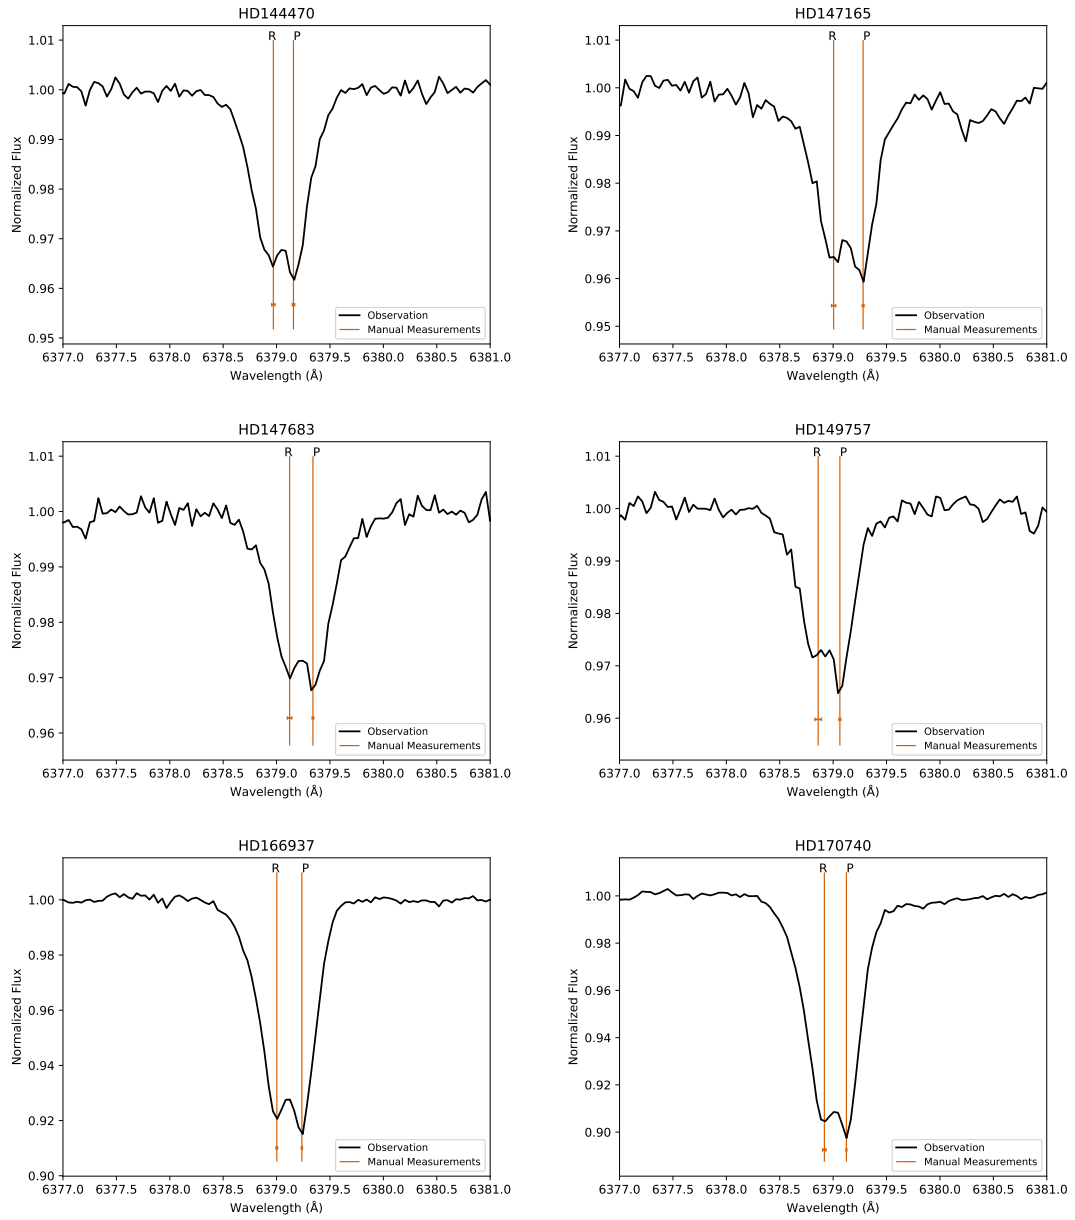 HD144470
R P
1.01
1.00
0.99
0.98
0.97
0.96
0.95
Normalized Flux
Observation
Manual Measurements
6377.0 6377.5 6378.0 6378.5 6379.0 6379.5 6380.0 6380.5 6381.0
Wavelength (Å)
HD147165
R P
1.01
1.00
0.99
0.98
0.97
0.96
0.95
Normalized Flux
Observation
Manual Measurements
6377.0 6377.5 6378.0 6378.5 6379.0 6379.5 6380.0 6380.5 6381.0
Wavelength (Å)
HD147683
R P
1.01
1.00
0.99
0.98
0.97
0.96
Normalized Flux
Observation
Manual Measurements
6377.0 6377.5 6378.0 6378.5 6379.0 6379.5 6380.0 6380.5 6381.0
Wavelength (Å)
HD149757
R P
1.01
1.00
0.99
0.98
0.97
0.96
Normalized Flux
Observation
Manual Measurements
6377.0 6377.5 6378.0 6378.5 6379.0 6379.5 6380.0 6380.5 6381.0
Wavelength (Å)
HD166937
R P
1.00
0.98
0.96
0.94
0.92
0.90
Normalized Flux
Observation
Manual Measurements
6377.0 6377.5 6378.0 6378.5 6379.0 6379.5 6380.0 6380.5 6381.0
Wavelength (Å)
HD170740
R P
1.00
0.98
0.96
0.94
0.92
0.90
Normalized Flux
Observation
Manual Measurements
6377.0 6377.5 6378.0 6378.5 6379.0 6379.5 6380.0 6380.5 6381.0
Wavelength (Å)